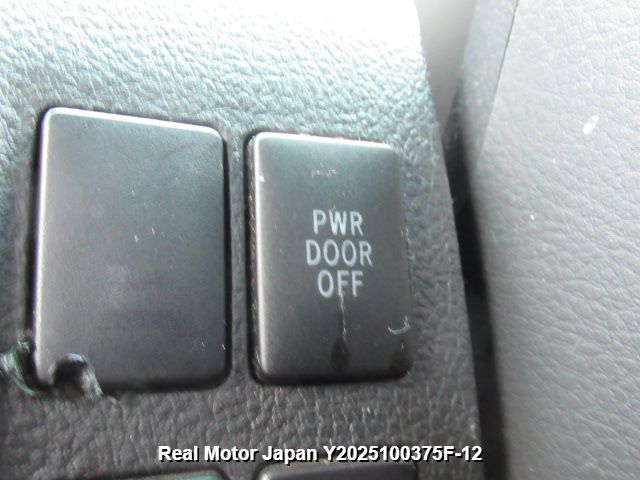 PWR
DOOR
OFF
Real Motor Japan Y2025100375F-12